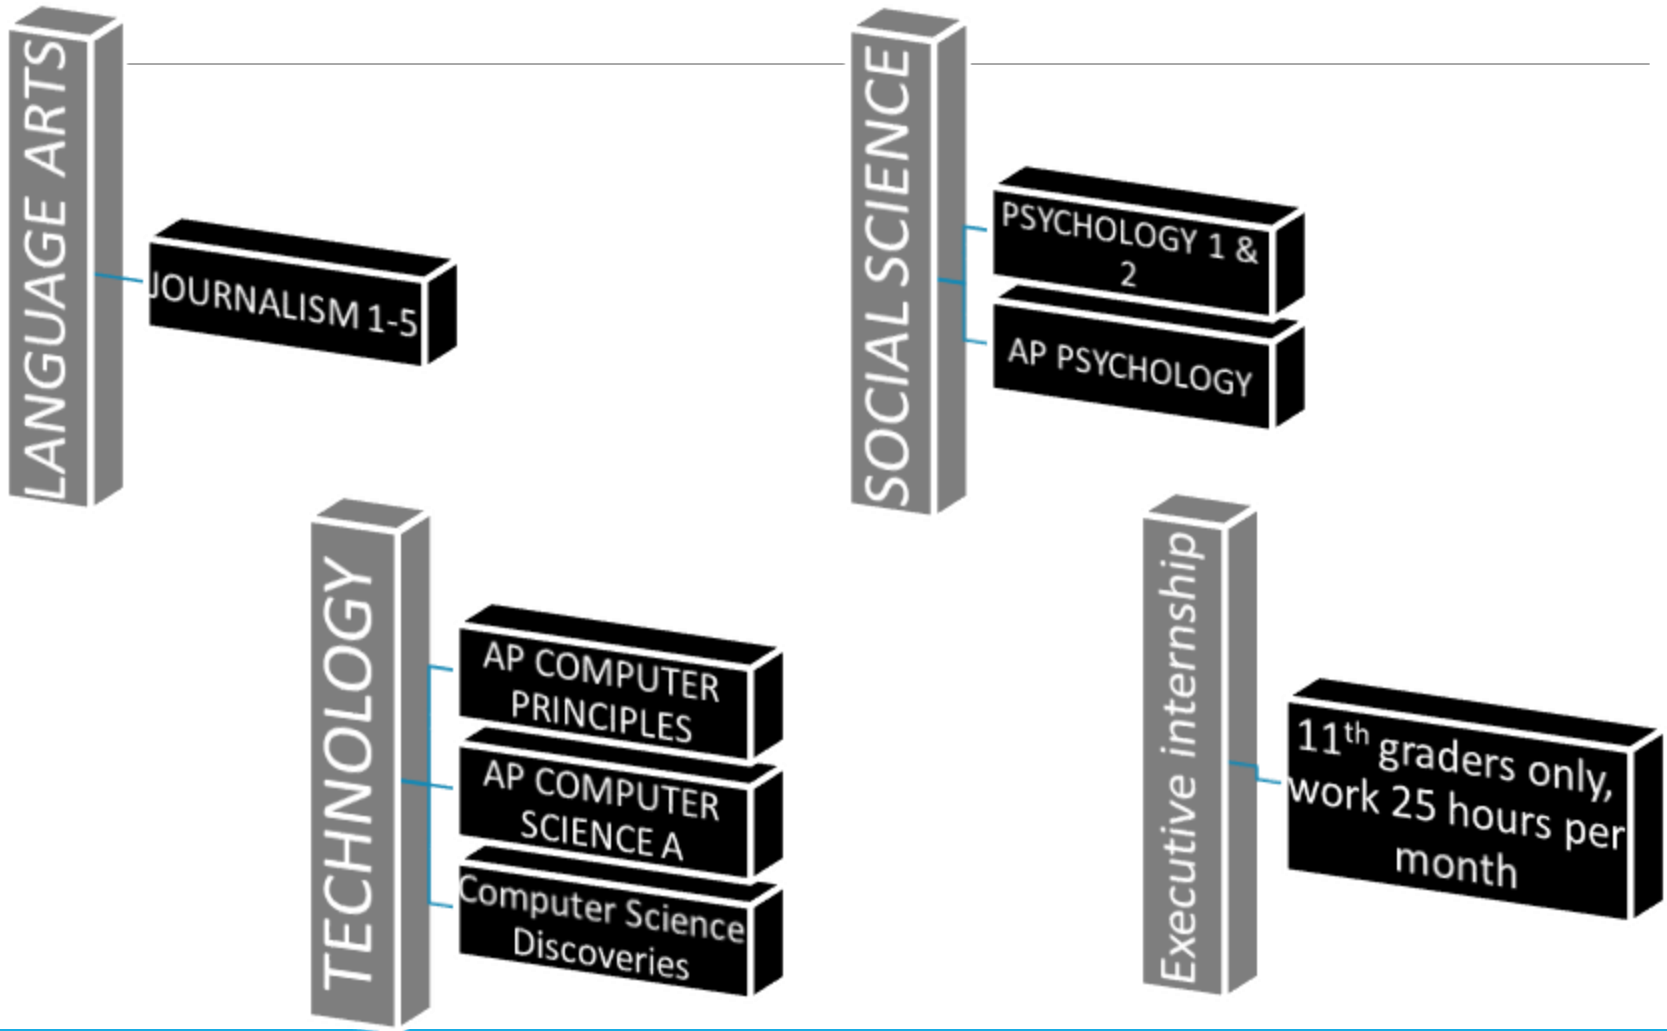 LANGUAGE ARTS
JOURNALISM 1-5
SOCIAL SCIENCE
PSYCHOLOGY 1 &
2
AP PSYCHOLOGY
TECHNOLOGY
AP COMPUTER
PRINCIPLES
AP COMPUTER
SCIENCE A
Computer Science
Discoveries
Executive internship
11th graders only,
work 25 hours per
month